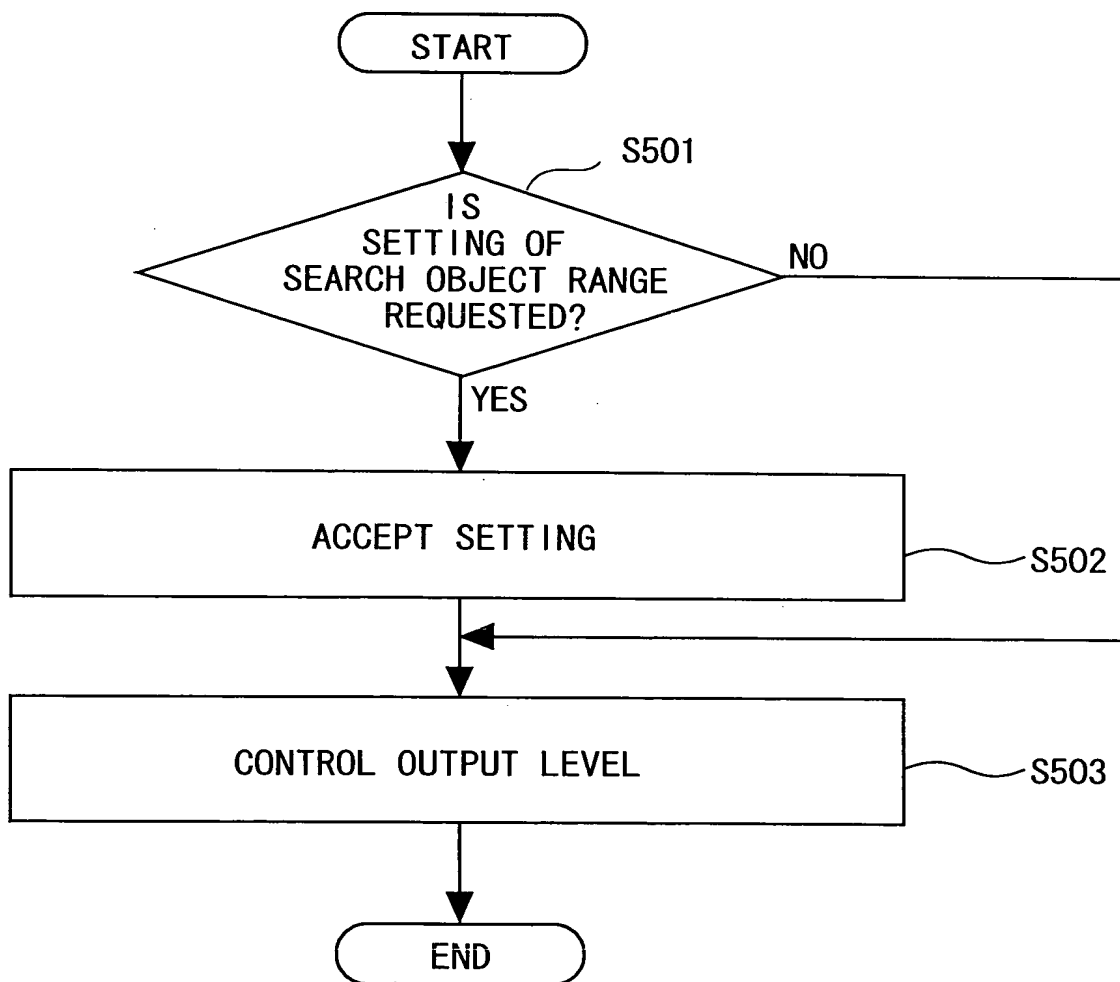 START
S501
IS
SETTING OF
SEARCH OBJECT RANGE
REQUESTED?
NO
YES
ACCEPT SETTING
S502
CONTROL OUTPUT LEVEL
S503
END